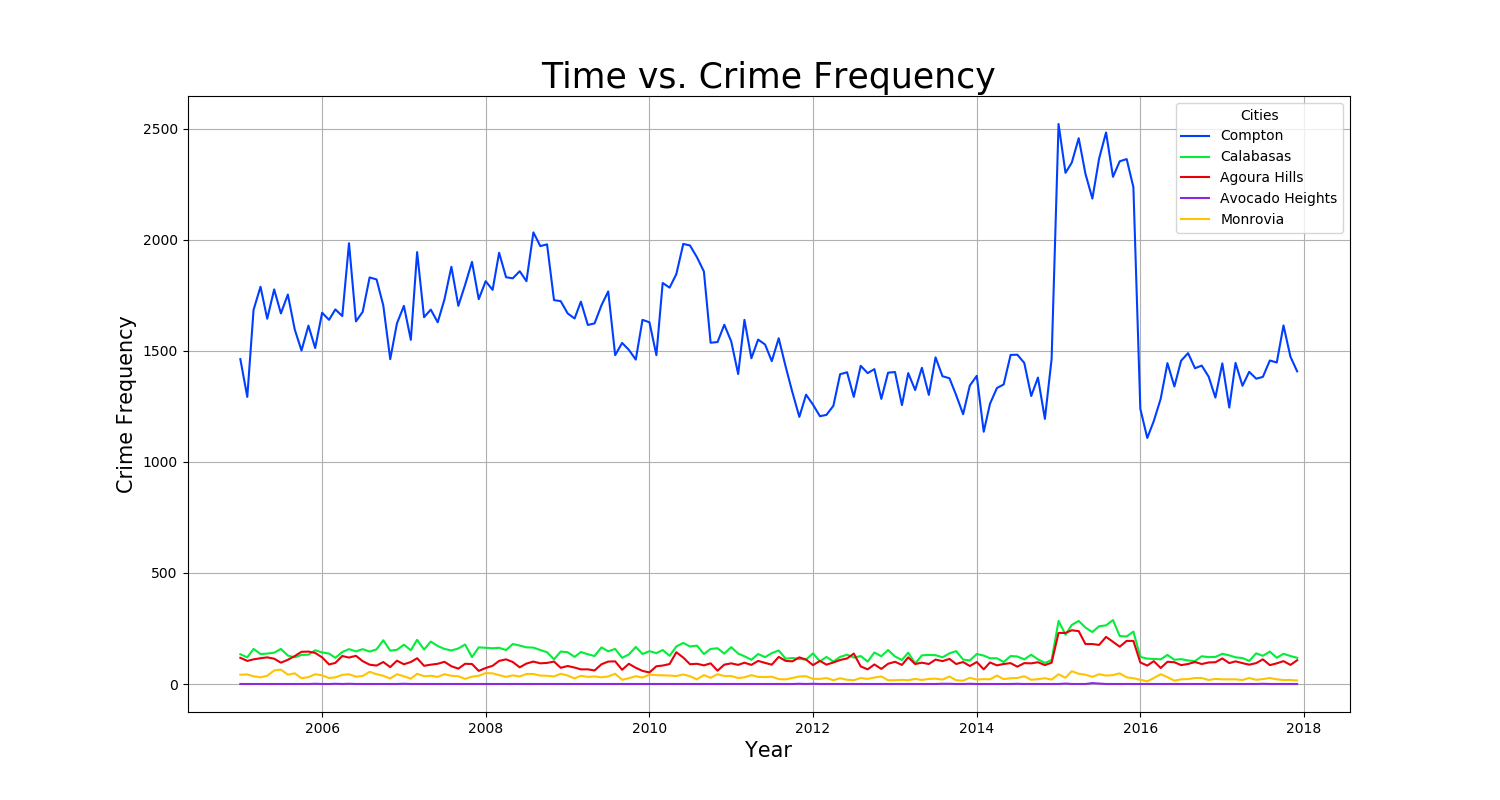 Time vs. Crime Frequency
Cities
Compton
Calabasas
Agoura Hills
Avocado Heights
Monrovia
2500
2000
1500
1000
500
0
Crime Frequency
2006
2008
2010
2012
2014
2016
2018
Year